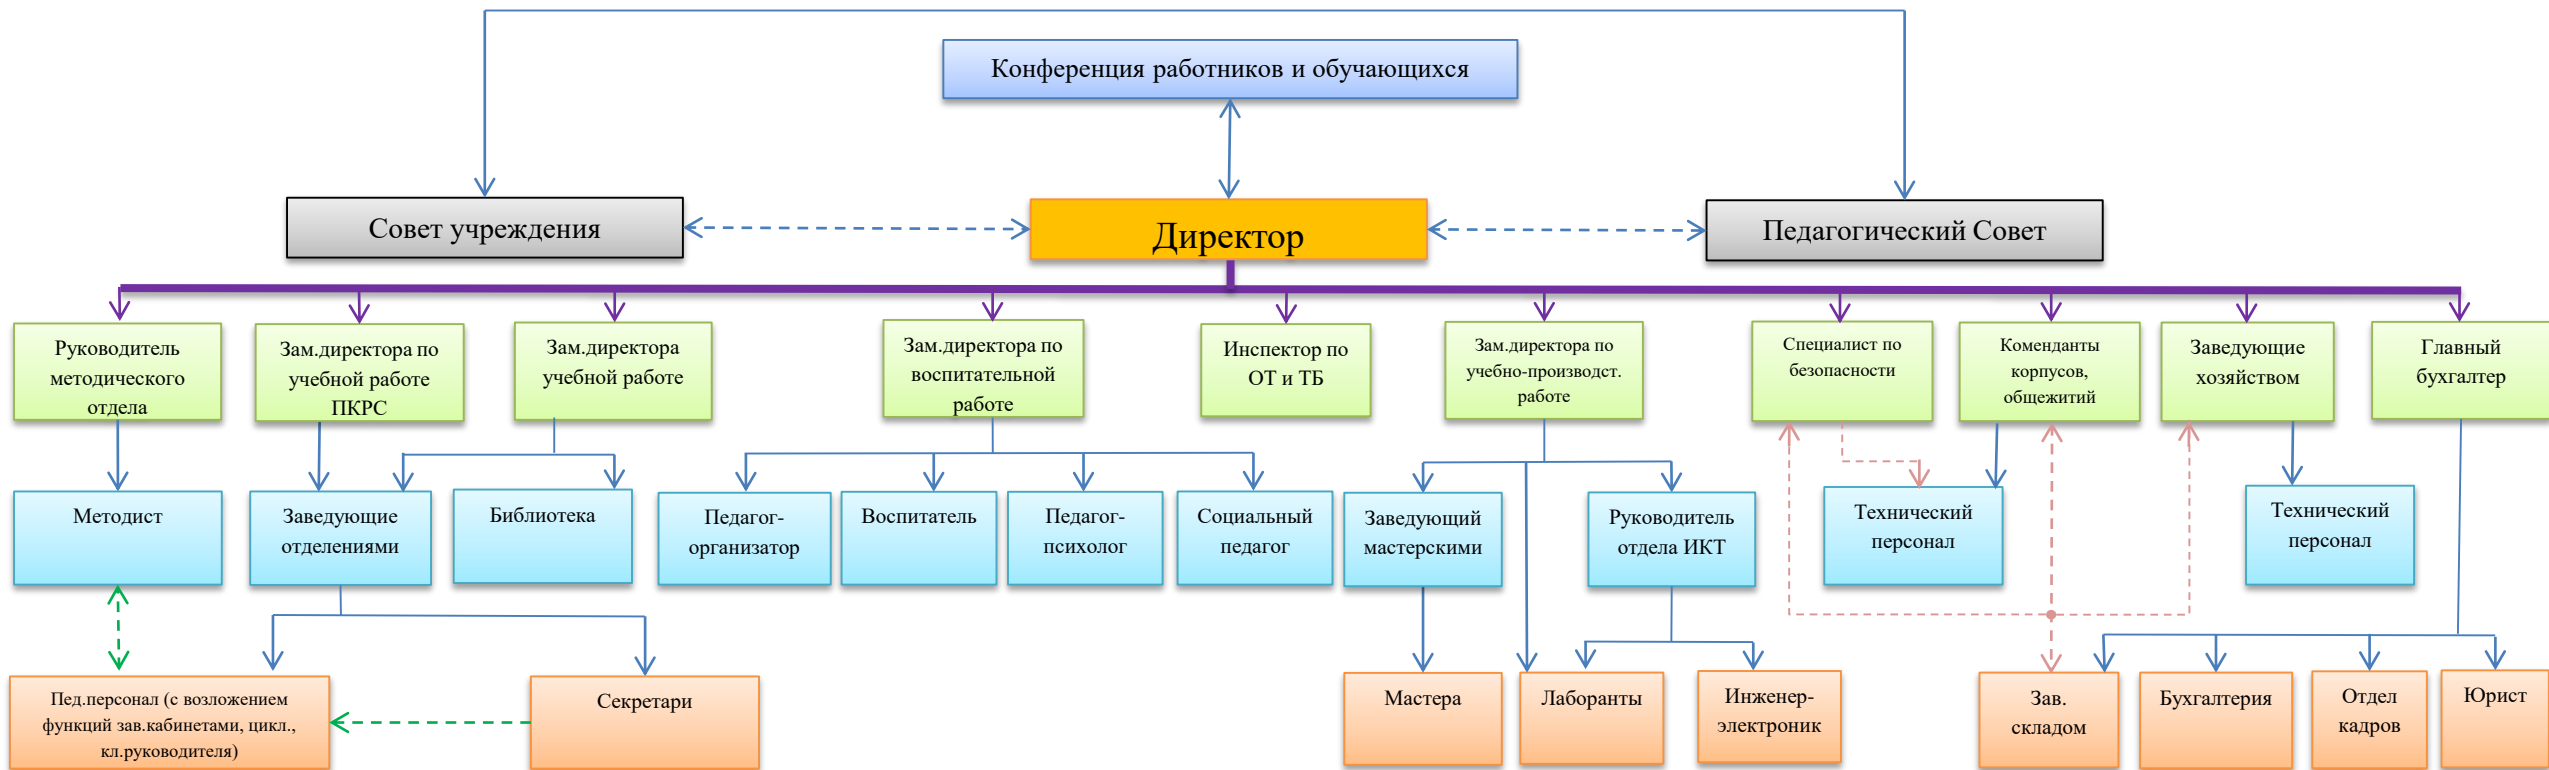 Конференция работников и обучающихся
Совет учреждения
Директор
Педагогический Совет
Руководитель
методического
отдела
Зам.директора по
учебной работе
ПКРС
Зам.директора
учебной работе
Зам.директора по
воспитательной
работе
Инспектор по
ОТ и ТБ
Зам.директора по
учебно-производст.
работе
Специалист по
безопасности
Коменданты
корпусов,
общежитий
Заведующие
хозяйством
Главный
бухгалтер
Методист
Заведующие
отделениями
Библиотека
Педагог-
организатор
Воспитатель
Педагог-
психолог
Социальный
педагог
Заведующий
мастерскими
Руководитель
отдела ИКТ
Технический
персонал
Технический
персонал
Пед.персонал (с возложением
функций зав.кабинетами, цикл.,
кл.руководителя)
Секретари
Мастера
Лаборанты
Инженер-
электроник
Зав.
складом
Бухгалтерия
Отдел
кадров
Юрист